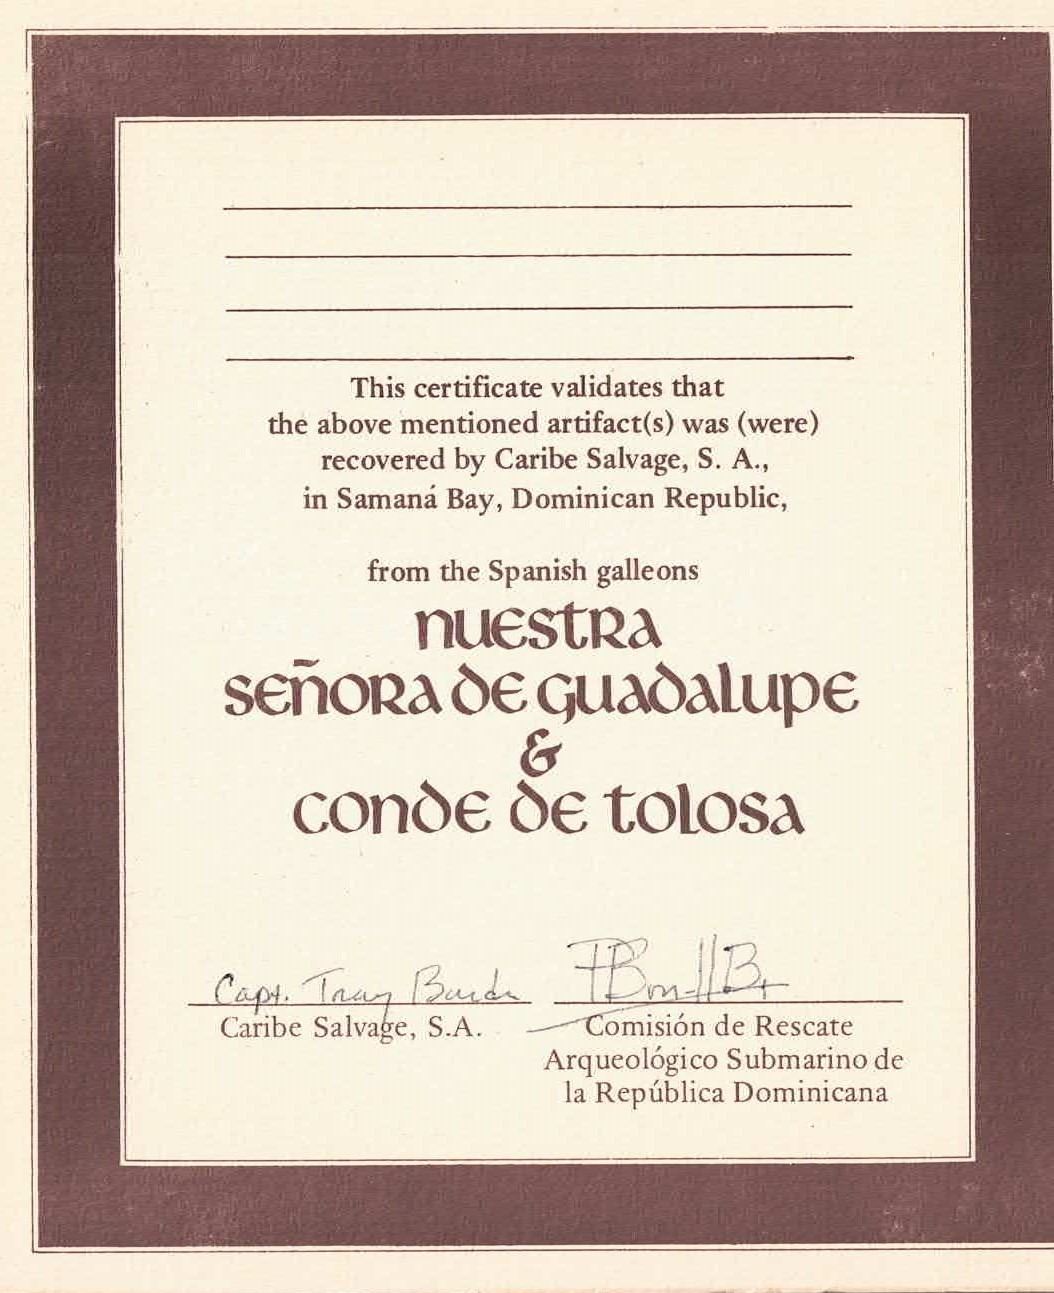 This certificate validates that
the above mentioned artifact(s) was (were)
recovered by Caribe Salvage, S. A.,
in Samaná Bay, Dominican Republic,
from the Spanish galleons
nuestra
señora de guadalupe
&
conde de tolosa
Capt. Tracy
Caribe Salvage, S.A.
Comisión de Rescate
Arqueológico Submarino de
la República Dominicana